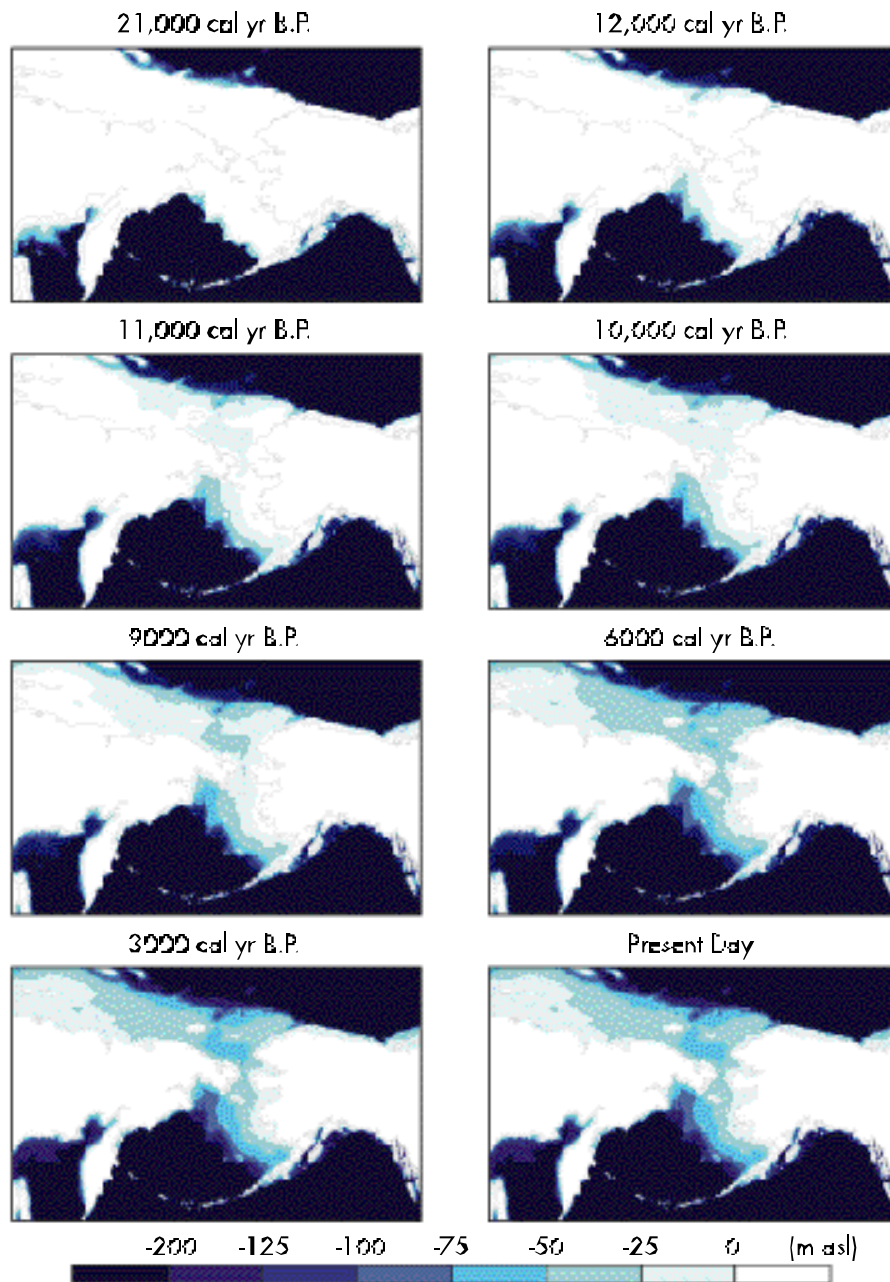 21,000 cal yr B.P.
12,000 cal yr B.P.
11,000 cal yr B.P.
10,000 cal yr B.P.
9000 cal yr B.P.
6000 cal yr B.P.
3000 cal yr B.P.
Present Day
-200 -125 -100 -75 -50 -25 0 (m asl)